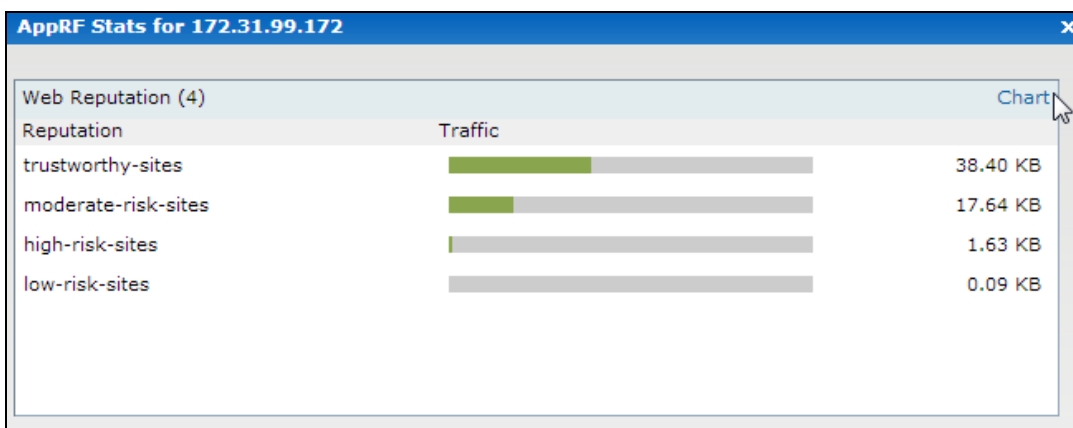 AppRF Stats for 172.31.99.172 x
Web Reputation (4) Chart
Reputation Traffic
trustworthy-sites 38.40 KB
moderate-risk-sites 17.64 KB
high-risk-sites 1.63 KB
low-risk-sites 0.09 KB